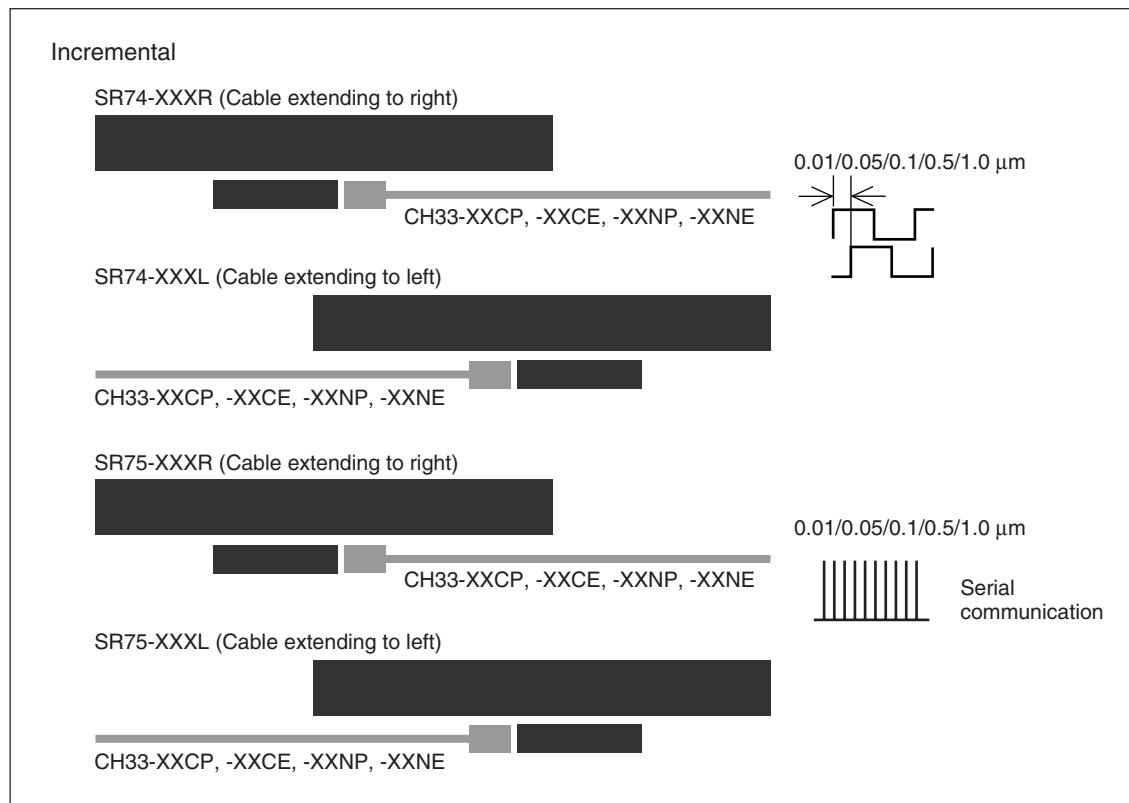 Incremental
SR74-XXXR (Cable extending to right)
0.01/0.05/0.1/0.5/1.0 μm
CH33-XXCP, -XXCE, -XXNP, -XXNE
SR74-XXXL (Cable extending to left)
CH33-XXCP, -XXCE, -XXNP, -XXNE
SR75-XXXR (Cable extending to right)
0.01/0.05/0.1/0.5/1.0 μm
CH33-XXCP, -XXCE, -XXNP, -XXNE
Serial
communication
SR75-XXXL (Cable extending to left)
CH33-XXCP, -XXCE, -XXNP, -XXNE